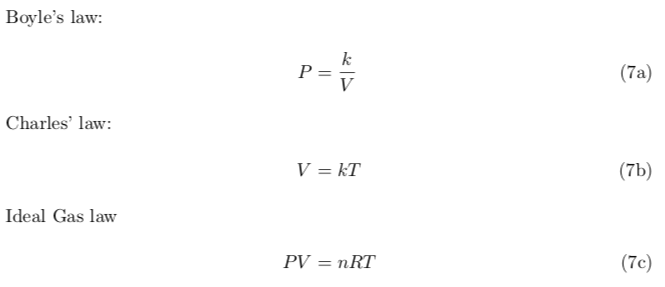 Boyle's law:
P = k/V (7a)
Charles' law:
V = kT (7b)
Ideal Gas law
PV = nRT (7c)